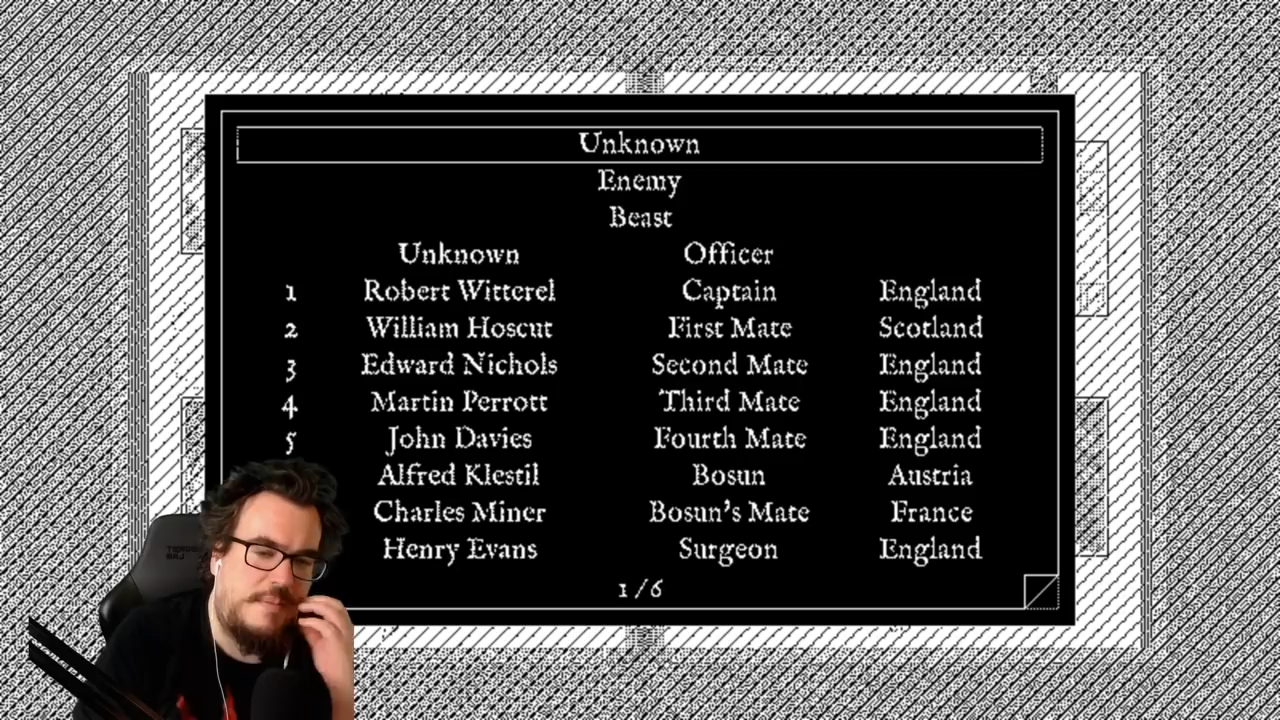 Unknown
Enemy
Beast
Unknown Officer
1 Robert Witterel Captain England
2 William Hoscut First Mate Scotland
3 Edward Nichols Second Mate England
4 Martin Perrott Third Mate England
5 John Davies Fourth Mate England
Alfred Klestil Bosun Austria
Charles Miner Bosun's Mate France
Henry Evans Surgeon England
1/6